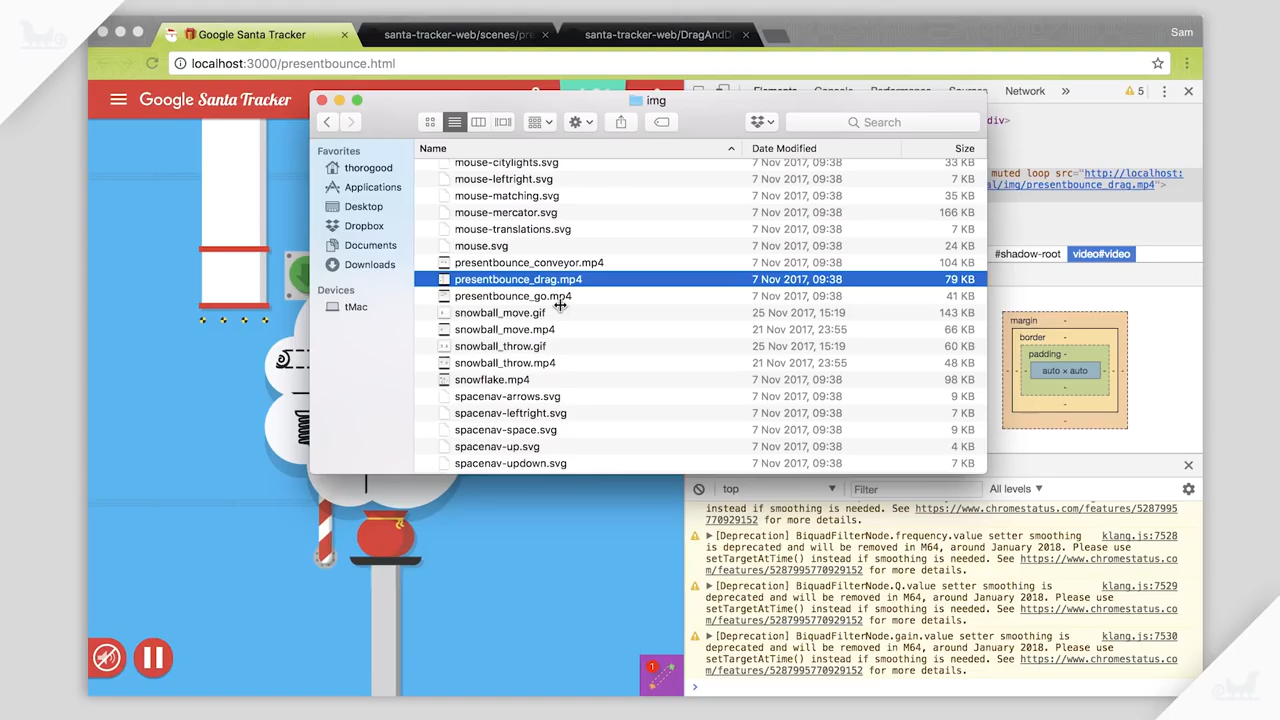 Google Santa Tracker
santa-tracker-web/scenes/pre
santa-tracker-web/DragAndD
Sam
localhost:3000/presentbounce.html
Google Santa Tracker
Network
5
img
Search
Favorites
thorogood
Applications
Desktop
Dropbox
Documents
Downloads
Devices
tMac
Name
Date Modified
Size
mouse-citylights.svg 7 Nov 2017, 09:38 33 KB
mouse-leftright.svg 7 Nov 2017, 09:38 7 KB
mouse-matching.svg 7 Nov 2017, 09:38 35 KB
mouse-mercator.svg 7 Nov 2017, 09:38 166 KB
mouse-translations.svg 7 Nov 2017, 09:38 7 KB
mouse.svg 7 Nov 2017, 09:38 24 KB
presentbounce_conveyor.mp4 7 Nov 2017, 09:38 104 KB
presentbounce_drag.mp4 7 Nov 2017, 09:38 79 KB
presentbounce_go.mp4 7 Nov 2017, 09:38 41 KB
snowball_move.gif 25 Nov 2017, 15:19 143 KB
snowball_move.mp4 21 Nov 2017, 23:55 66 KB
snowball_throw.gif 25 Nov 2017, 15:19 60 KB
snowball_throw.mp4 21 Nov 2017, 23:55 48 KB
snowflake.mp4 7 Nov 2017, 09:38 98 KB
spacenav-arrows.svg 7 Nov 2017, 09:38 9 KB
spacenav-leftright.svg 7 Nov 2017, 09:38 7 KB
spacenav-space.svg 7 Nov 2017, 09:38 9 KB
spacenav-up.svg 7 Nov 2017, 09:38 4 KB
spacenav-updown.svg 7 Nov 2017, 09:38 7 KB
div>
muted loop src="http://localhost:
al/img/presentbounce_drag.mp4">
#shadow-root
video#video
margin -
border -
padding -
auto × auto
top
Filter
All levels
instead if smoothing is needed. See https://www.chromestatus.com/features/5287995
770929152 for more details.
[Deprecation] BiquadFilterNode.frequency.value setter smoothing klang.js:7528
is deprecated and will be removed in M64, around January 2018. Please use
setTargetAtTime() instead if smoothing is needed. See https://www.chromestatus.co
m/features/5287995770929152 for more details.
[Deprecation] BiquadFilterNode.Q.value setter smoothing is klang.js:7529
deprecated and will be removed in M64, around January 2018. Please use
setTargetAtTime() instead if smoothing is needed. See https://www.chromestatus.co
m/features/5287995770929152 for more details.
[Deprecation] BiquadFilterNode.gain.value setter smoothing is klang.js:7530
deprecated and will be removed in M64, around January 2018. Please use
setTargetAtTime() instead if smoothing is needed. See https://www.chromestatus.co
m/features/5287995770929152 for more details.
1